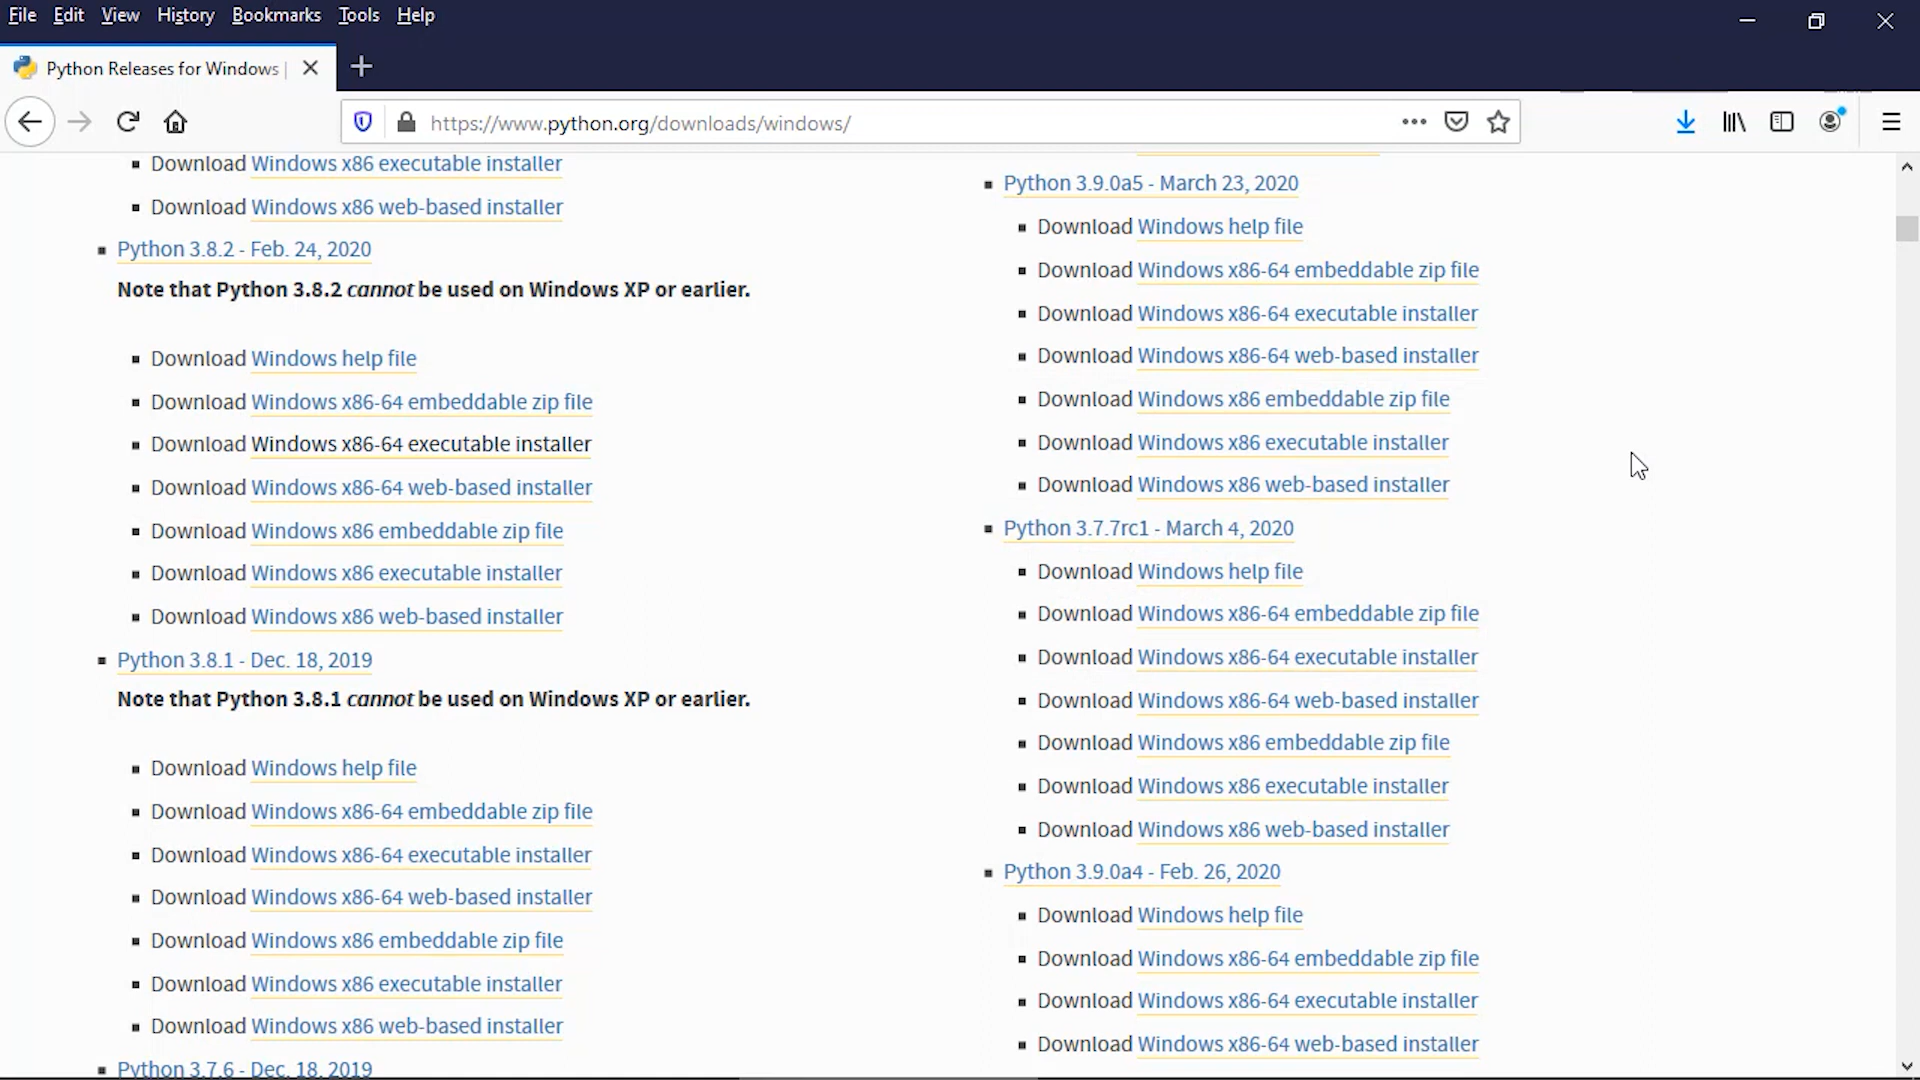 File Edit View History Bookmarks Tools Help
Python Releases for Windows |
https://www.python.org/downloads/windows/
Download Windows x86 executable installer
Download Windows x86 web-based installer
Python 3.8.2 - Feb. 24, 2020
Note that Python 3.8.2 cannot be used on Windows XP or earlier.
Download Windows help file
Download Windows x86-64 embeddable zip file
Download Windows x86-64 executable installer
Download Windows x86-64 web-based installer
Download Windows x86 embeddable zip file
Download Windows x86 executable installer
Download Windows x86 web-based installer
Python 3.8.1 - Dec. 18, 2019
Note that Python 3.8.1 cannot be used on Windows XP or earlier.
Download Windows help file
Download Windows x86-64 embeddable zip file
Download Windows x86-64 executable installer
Download Windows x86-64 web-based installer
Download Windows x86 embeddable zip file
Download Windows x86 executable installer
Download Windows x86 web-based installer
Python 3.7.6 - Dec. 18, 2019
Python 3.9.0a5 - March 23, 2020
Download Windows help file
Download Windows x86-64 embeddable zip file
Download Windows x86-64 executable installer
Download Windows x86-64 web-based installer
Download Windows x86 embeddable zip file
Download Windows x86 executable installer
Download Windows x86 web-based installer
Python 3.7.7rc1 - March 4, 2020
Download Windows help file
Download Windows x86-64 embeddable zip file
Download Windows x86-64 executable installer
Download Windows x86-64 web-based installer
Download Windows x86 embeddable zip file
Download Windows x86 executable installer
Download Windows x86 web-based installer
Python 3.9.0a4 - Feb. 26, 2020
Download Windows help file
Download Windows x86-64 embeddable zip file
Download Windows x86-64 executable installer
Download Windows x86-64 web-based installer